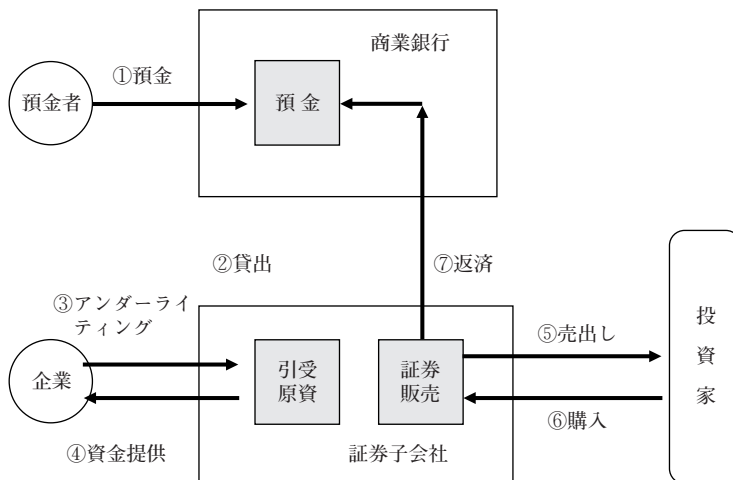 商業銀行
①預金
預金者
預 金
②貸出
⑦返済
③アンダーライ
ティング
投資家
⑤売出し
企業
引受
原資
証券
販売
⑥購入
④資金提供
証券子会社